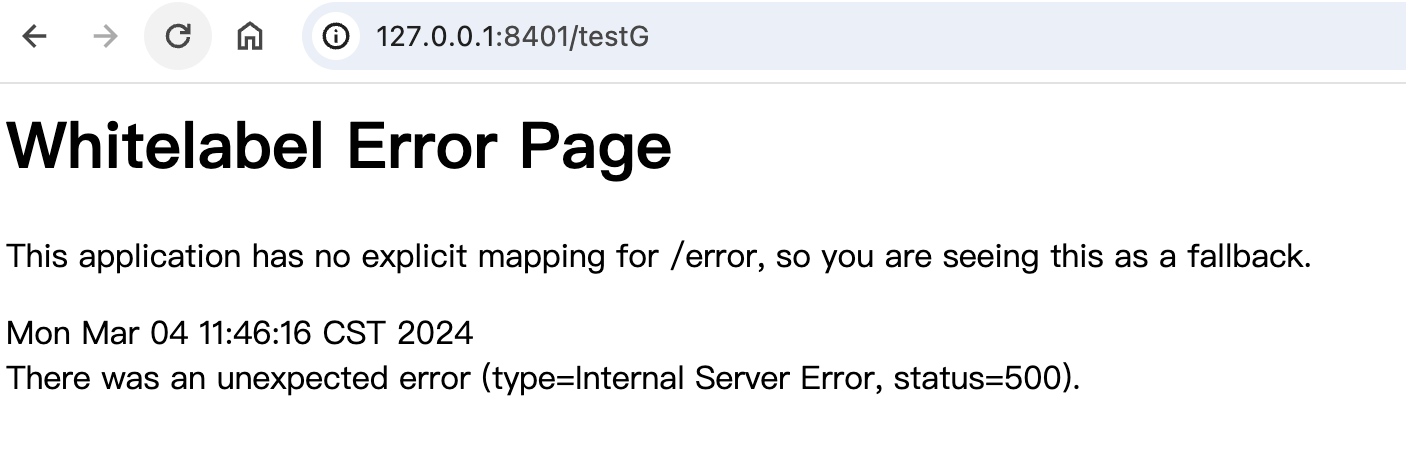 127.0.0.1:8401/testG
Whitelabel Error Page
This application has no explicit mapping for /error, so you are seeing this as a fallback.
Mon Mar 04 11:46:16 CST 2024
There was an unexpected error (type=Internal Server Error, status=500).